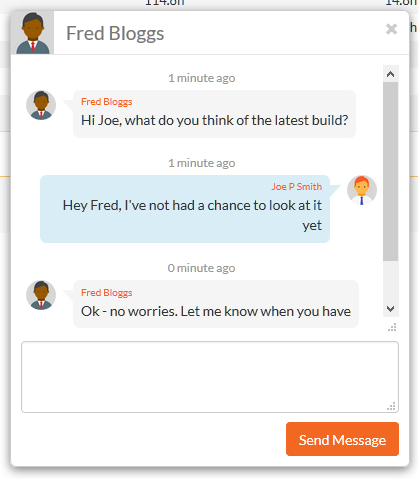 114.8h
14.8h
Fred Bloggs
1 minute ago
Fred Bloggs
Hi Joe, what do you think of the latest build?
1 minute ago
Joe P Smith
Hey Fred, I've not had a chance to look at it
yet
0 minute ago
Fred Bloggs
Ok - no worries. Let me know when you have
Send Message